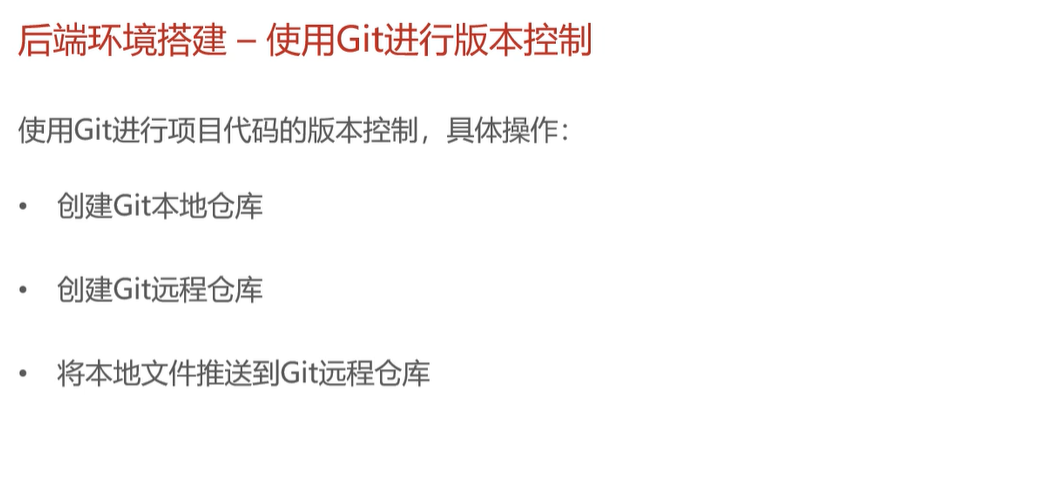 后端环境搭建 – 使用Git进行版本控制
使用Git进行项目代码的版本控制，具体操作：
• 创建Git本地仓库
• 创建Git远程仓库
• 将本地文件推送到Git远程仓库